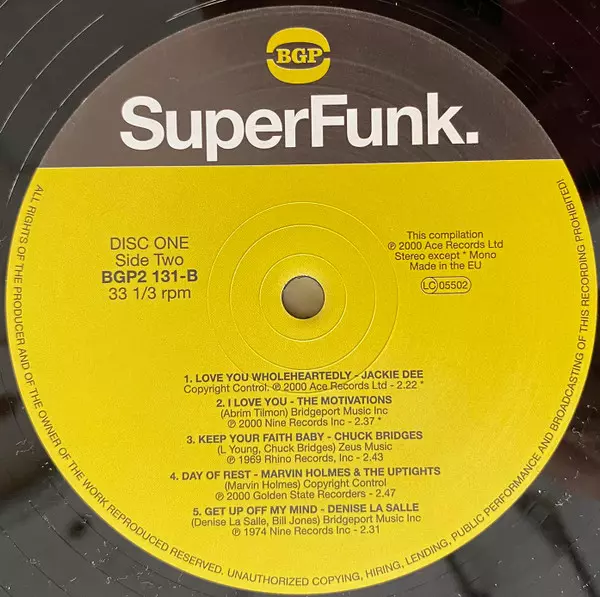 BGP
SuperFunk.
DISC ONE
Side Two
BGP2 131-B
33 1/3 rpm
This compilation
℗ 2000 Ace Records Ltd
Stereo except * Mono
Made in the EU
LC 05502
1. LOVE YOU WHOLEHEARTEDLY - JACKIE DEE
Copyright Control. ℗ 2000 Ace Records Ltd - 2.22 *
2. I LOVE YOU - THE MOTIVATIONS
(Abrim Tilmon) Bridgeport Music Inc
℗ 2000 Nine Records Inc - 2.37 *
3. KEEP YOUR FAITH BABY - CHUCK BRIDGES
(L Young, Chuck Bridges) Zeus Music
℗ 1969 Rhino Records, Inc - 2.43
4. DAY OF REST - MARVIN HOLMES & THE UPTIGHTS
(Marvin Holmes) Copyright Control
℗ 2000 Golden State Recorders - 2.47
5. GET UP OFF MY MIND - DENISE LA SALLE
(Denise La Salle, Bill Jones) Bridgeport Music Inc
℗ 1974 Nine Records Inc - 2.31
ALL RIGHTS OF THE PRODUCER AND OF THE OWNER OF THE WORK REPRODUCED RESERVED. UNAUTHORIZED COPYING, HIRING, LENDING, PUBLIC PERFORMANCE AND BROADCASTING OF THIS RECORDING PROHIBITED!